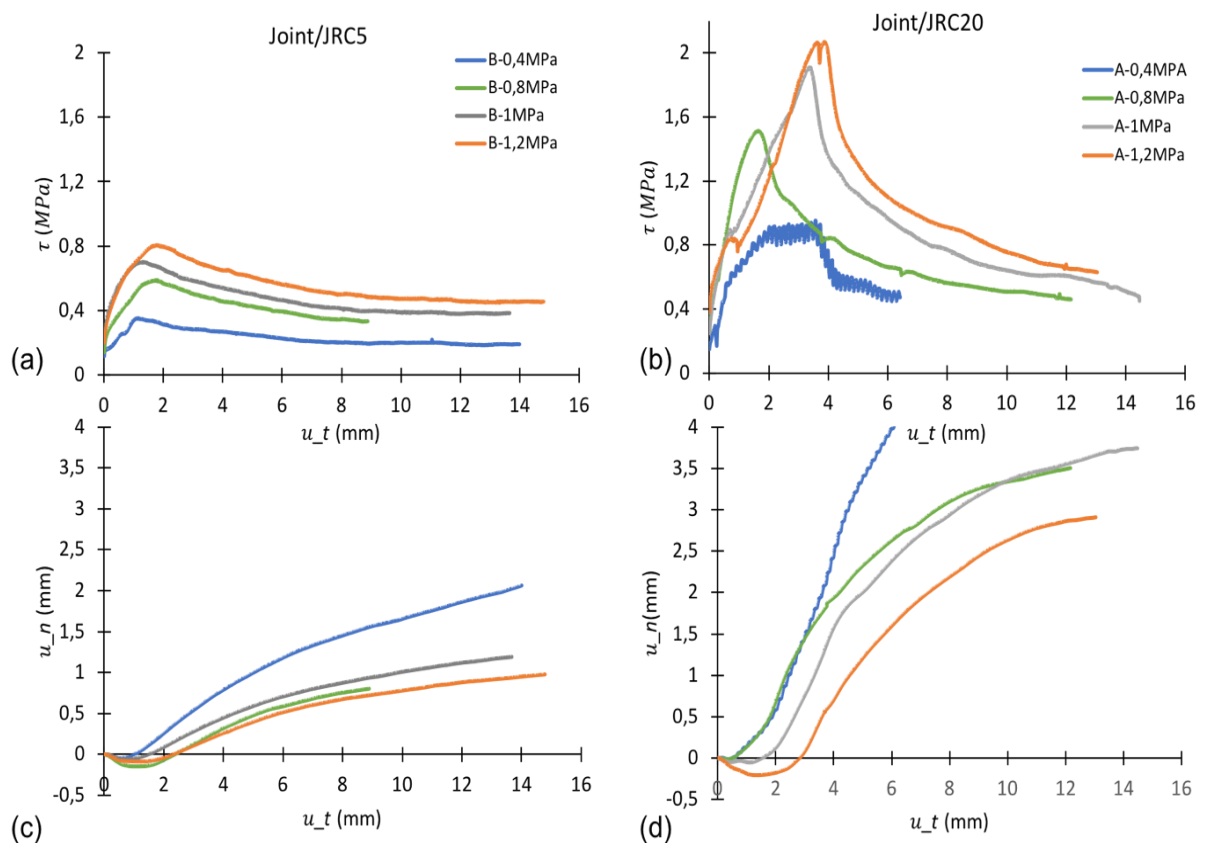 Joint/JRC5
B-0,4MPa
B-0,8MPa
B-1MPa
B-1,2MPa
2
1,6
1,2
0,8
0,4
0
τ (MPa)
0 2 4 6 8 10 12 14 16
u_t (mm)
(a)
Joint/JRC20
A-0,4MPA
A-0,8MPa
A-1MPa
A-1,2MPa
2
1,6
1,2
0,8
0,4
0
τ (MPa)
0 2 4 6 8 10 12 14 16
u_t (mm)
(b)
4
3,5
3
2,5
2
1,5
1
0,5
0
-0,5
u_n (mm)
0 2 4 6 8 10 12 14 16
u_t (mm)
(c)
4
3,5
3
2,5
2
1,5
1
0,5
0
-0,5
u_n(mm)
0 2 4 6 8 10 12 14 16
u_t (mm)
(d)